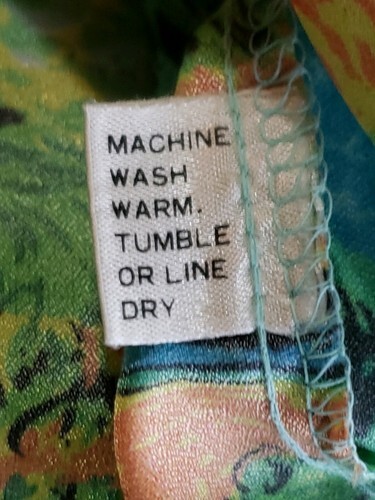 MACHINE
WASH
WARM.
TUMBLE
OR LINE
DRY